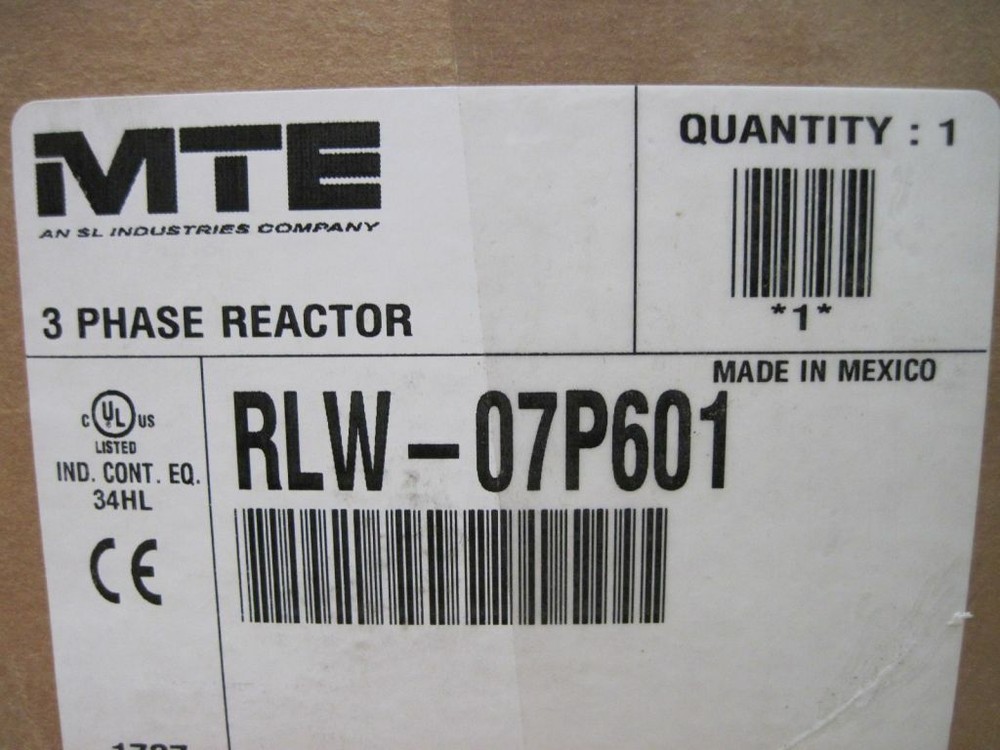 MTE
AN SL INDUSTRIES COMPANY
3 PHASE REACTOR
QUANTITY : 1
*1*
MADE IN MEXICO
C UL US
LISTED
IND. CONT. EQ.
34HL
CE
RLW-07P601